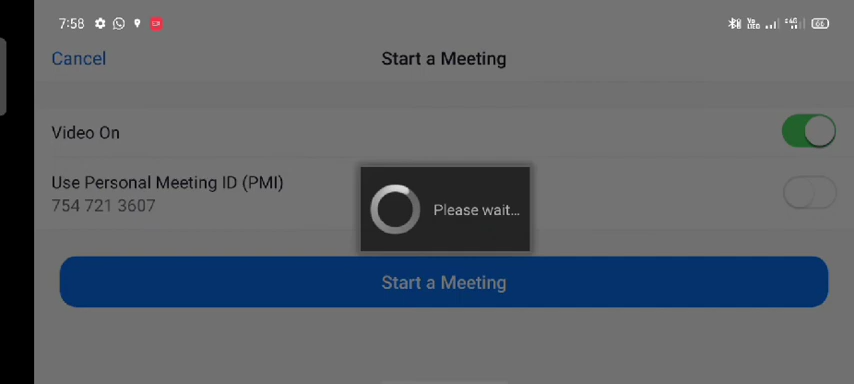 7:58
Cancel
Start a Meeting
Video On
Use Personal Meeting ID (PMI)
754 721 3607
Please wait...
Start a Meeting